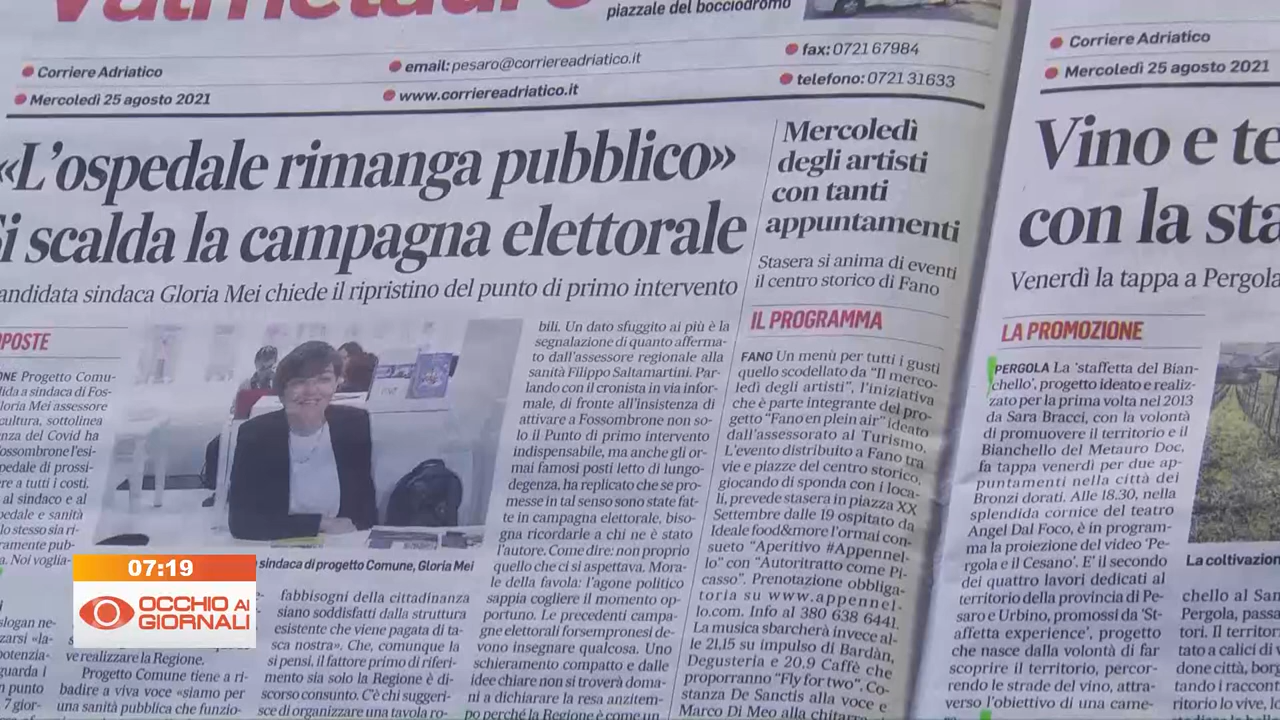 Valmetauro
piazzale del bocciodromo
Corriere Adriatico
Mercoledì 25 agosto 2021
email: pesaro@corriereadriatico.it
www.corriereadriatico.it
fax: 0721 67984
telefono: 0721 31633
«L'ospedale rimanga pubblico»
Si scalda la campagna elettorale
andidata sindaca Gloria Mei chiede il ripristino del punto di primo intervento
OPOSTE
ONE Progetto Comu-
dida a sindaca di Fos-
loria Mei assessore
cultura, sottolinea
enza del Covid ha
Fossombrone l'esi-
pedale di prossi-
ere a tutti i costi.
al sindaco e al
pedale e sanità
lo stesso sia ri-
ramente pub-
a. Noi voglia-
slogan ne-
zarsi «la-
potenzia-
guarda i
n punto
, 7 gior-
ve realizzare la Regione.
Progetto Comune tiene a ri-
badire a viva voce «siamo per
una sanità pubblica che funzio-
sindaca di progetto Comune, Gloria Mei
fabbisogni della cittadinanza
siano soddisfatti dalla struttura
esistente che viene pagata di ta-
sca nostra». Che, comunque la
si pensi, il fattore primo di riferi-
mento sia solo la Regione è di-
scorso consunto. C'è chi suggeri-
sce di organizzare una tavola ro-
bili. Un dato sfuggito ai più è la
segnalazione di quanto afferma-
to dall'assessore regionale alla
sanità Filippo Saltamartini. Par-
lando con il cronista in via infor-
male, di fronte all'insistenza di
attivare a Fossombrone non so-
lo il Punto di primo intervento
indispensabile, ma anche gli or-
mai famosi posti letto di lungo-
degenza, ha replicato che se pro-
messe in tal senso sono state fat-
te in campagna elettorale, biso-
gna ricordarle a chi ne è stato
l'autore. Come dire: non proprio
quello che ci si aspettava. Mora-
le della favola: l'agone politico
sappia cogliere il momento op-
portuno. Le precedenti campa-
gne elettorali forsempronesi de-
vono insegnare qualcosa. Uno
schieramento compatto e dalle
idee chiare non si troverà doma-
ni a dichiarare la resa anzitem-
po perché la Regione è come un
Mercoledì
degli artisti
con tanti
appuntamenti
Stasera si anima di eventi
il centro storico di Fano
IL PROGRAMMA
FANO Un menù per tutti i gusti
quello scodellato da "Il merco-
ledì degli artisti", l'iniziativa
che è parte integrante del pro-
getto "Fano en plein air" ideato
dall'assessorato al Turismo.
L'evento distribuito a Fano tra
vie e piazze del centro storico,
giocando di sponda con i loca-
li, prevede stasera in piazza XX
Settembre dalle 19 ospitato da
Ideale food&more l'ormai con-
sueto "Aperitivo #Appennel-
lo" con "Autoritratto come Pi-
casso". Prenotazione obbliga-
toria su www.appennel-
lo.com. Info al 380 638 6441.
La musica sbarcherà invece al-
le 21,15 su impulso di Bardàn,
Degusteria e 20.9 Caffè che
proporranno "Fly for two", Co-
stanza De Sanctis alla voce e
Marco Di Meo alla chitarra
Corriere Adriatico
Mercoledì 25 agosto 2021
Vino e te
con la sta
Venerdì la tappa a Pergola
LA PROMOZIONE
PERGOLA La 'staffetta del Bian-
chello', progetto ideato e realiz-
zato per la prima volta nel 2013
da Sara Bracci, con la volontà
di promuovere il territorio e il
Bianchello del Metauro Doc,
fa tappa venerdì per due ap-
puntamenti nella città dei
Bronzi dorati. Alle 18.30, nella
splendida cornice del teatro
Angel Dal Foco, è in program-
ma la proiezione del video 'Pe-
rgola e il Cesano'. E' il secondo
dei quattro lavori dedicati al
territorio della provincia di Pe-
saro e Urbino, promossi da 'St-
affetta experience', progetto
che nasce dalla volontà di far
scoprire il territorio, percor-
rendo le strade del vino, attra-
verso l'obiettivo di una came-
La coltivazion
chello al San
Pergola, passa
tori. Il territor
tato a calici di v
done città, bor
tando i raccont
ritorio lo vive, lo
07:19
OCCHIO AI
GIORNALI